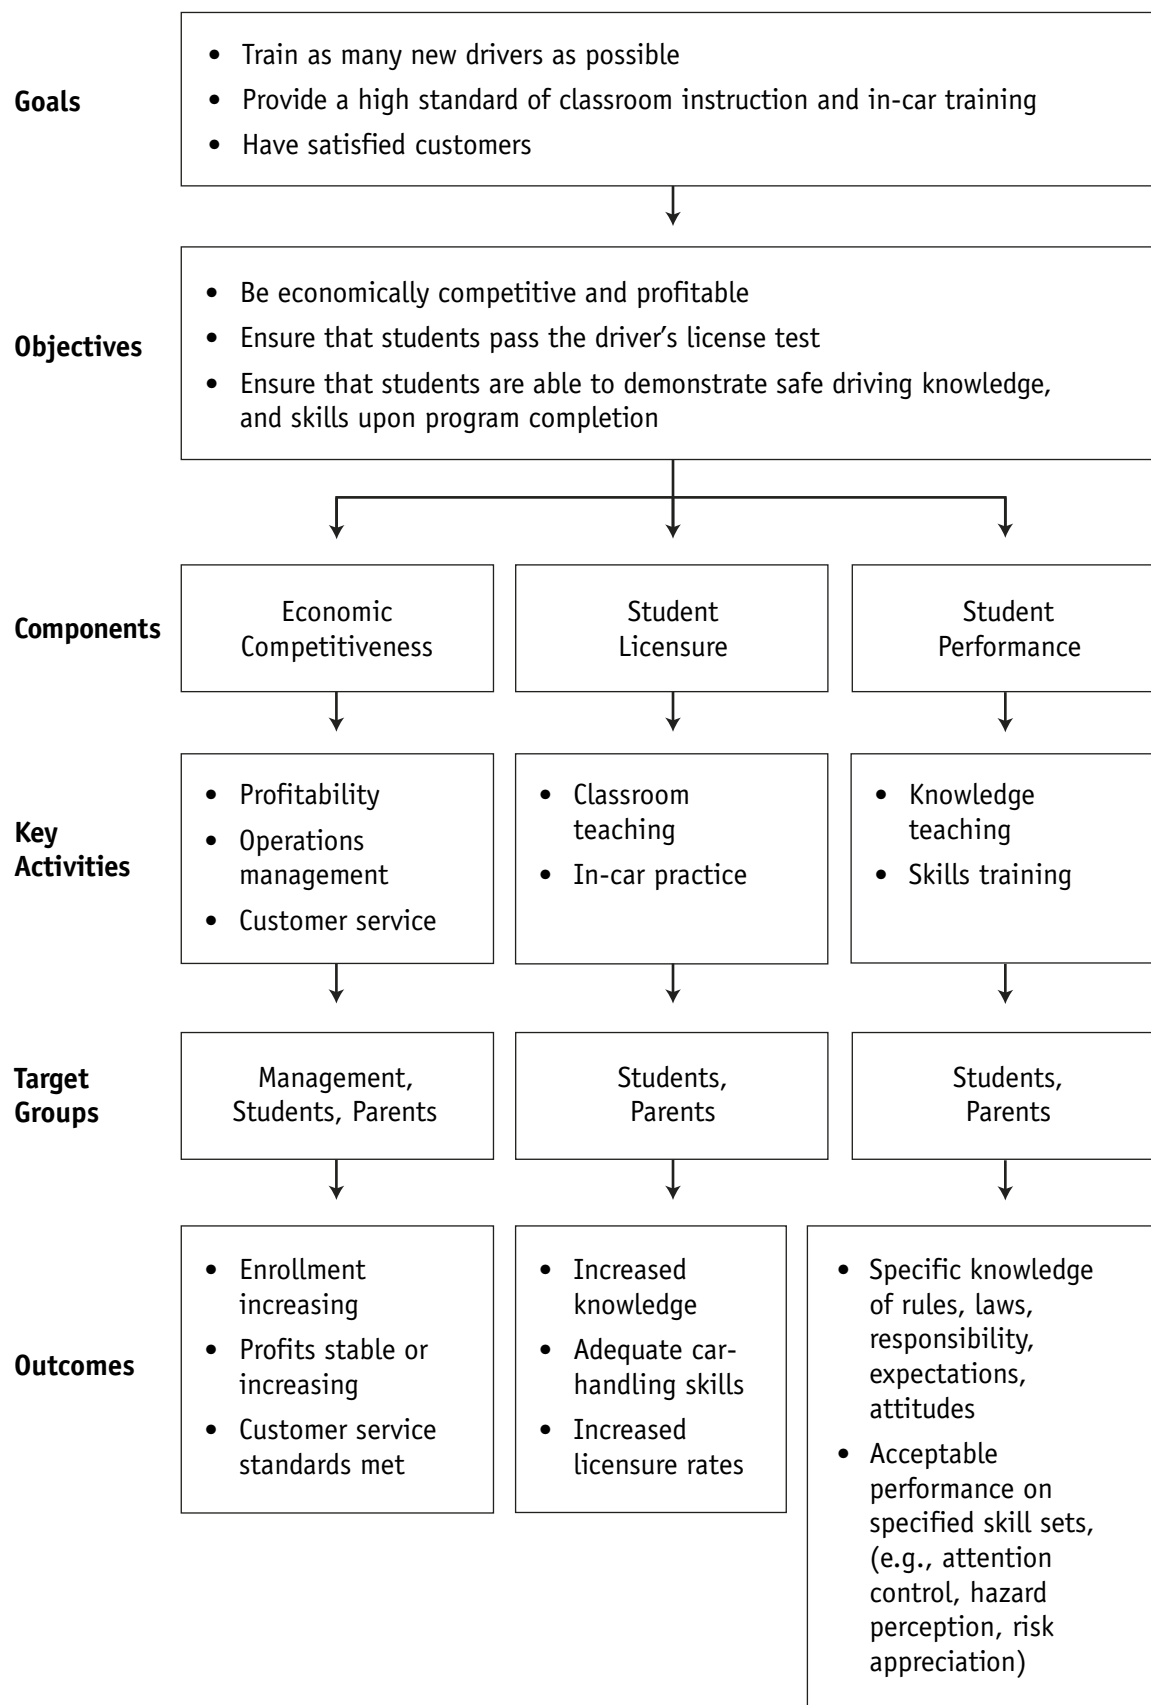 Goals
• Train as many new drivers as possible
• Provide a high standard of classroom instruction and in-car training
• Have satisfied customers
Objectives
• Be economically competitive and profitable
• Ensure that students pass the driver’s license test
• Ensure that students are able to demonstrate safe driving knowledge,
and skills upon program completion
Components
Economic
Competitiveness
Student
Licensure
Student
Performance
Key
Activities
• Profitability
• Operations
management
• Customer service
• Classroom
teaching
• In-car practice
• Knowledge
teaching
• Skills training
Target
Groups
Management,
Students, Parents
Students,
Parents
Students,
Parents
Outcomes
• Enrollment
increasing
• Profits stable or
increasing
• Customer service
standards met
• Increased
knowledge
• Adequate car-
handling skills
• Increased
licensure rates
• Specific knowledge
of rules, laws,
responsibility,
expectations,
attitudes
• Acceptable
performance on
specified skill sets,
(e.g., attention
control, hazard
perception, risk
appreciation)